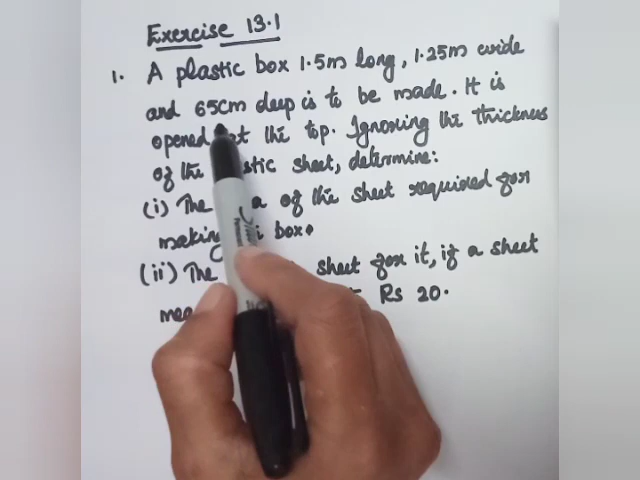 Exercise 13.1
1. A plastic box 1.5m long, 1.25m wide
and 65cm deep is to be made. It is
opened at the top. Ignoring the thickness
of the stic sheet, determine:
(i) The a of the sheet required for
making box.
(ii) The sheet for it, if a sheet
mea Rs 20.